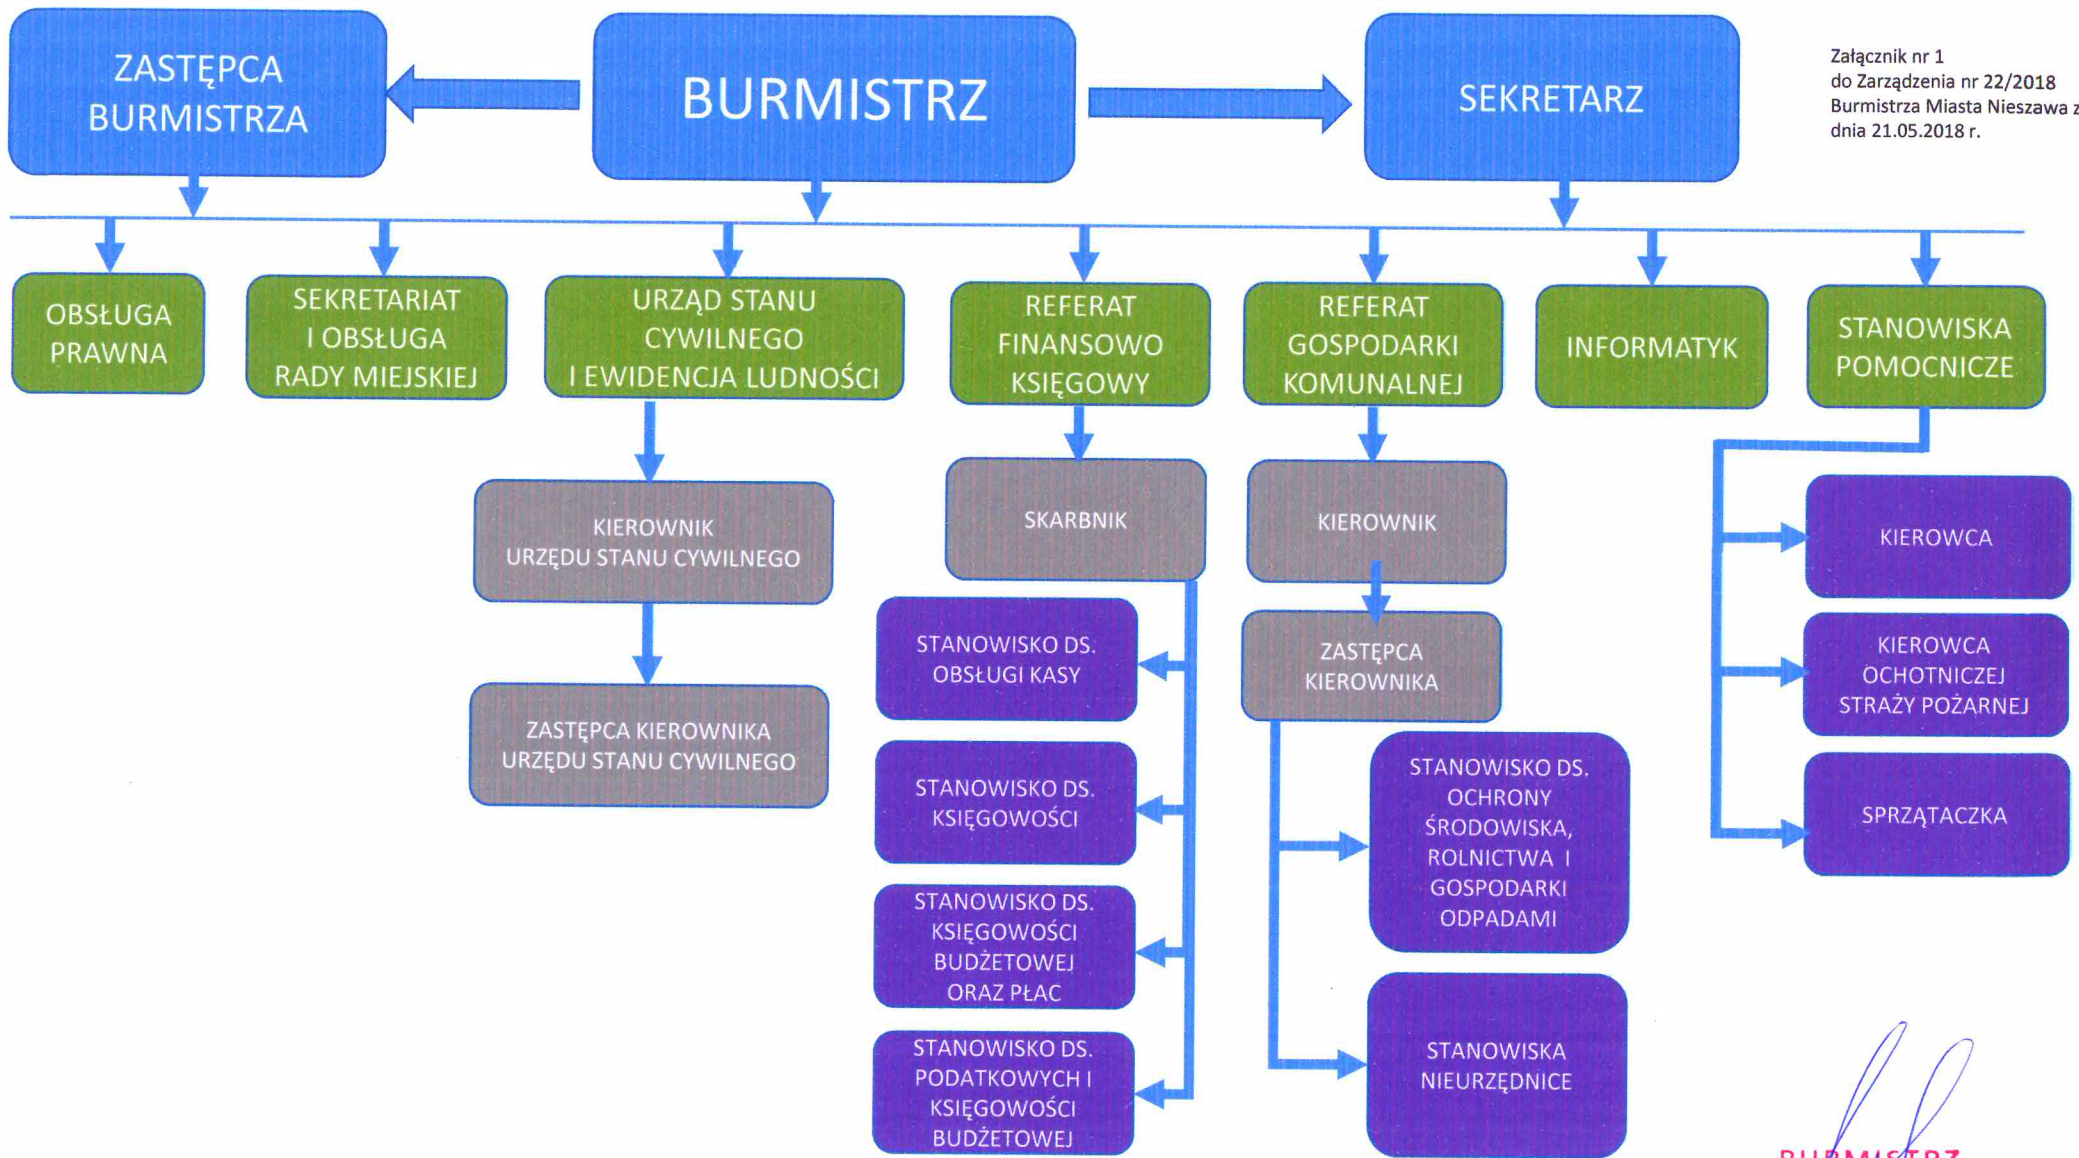 ZASTĘPCA
BURMISTRZA
BURMISTRZ
SEKRETARZ
Załącznik nr 1
do Zarządzenia nr 22/2018
Burmistrza Miasta Nieszawa z
dnia 21.05.2018 r.
OBSŁUGA
PRAWNA
SEKRETARIAT
I OBSŁUGA
RADY MIEJSKIEJ
URZĄD STANU
CYWILNEGO
I EWIDENCJA LUDNOŚCI
REFERAT
FINANSOWO
KSIĘGOWY
REFERAT
GOSPODARKI
KOMUNALNEJ
INFORMATYK
STANOWISKA
POMOCNICZE
KIEROWNIK
URZĘDU STANU CYWILNEGO
ZASTĘPCA KIEROWNIKA
URZĘDU STANU CYWILNEGO
SKARBNIK
STANOWISKO DS.
OBSŁUGI KASY
STANOWISKO DS.
KSIĘGOWOŚCI
STANOWISKO DS.
KSIĘGOWOŚCI
BUDŻETOWEJ
ORAZ PŁAC
STANOWISKO DS.
PODATKOWYCH I
KSIĘGOWOŚCI
BUDŻETOWEJ
KIEROWNIK
ZASTĘPCA
KIEROWNIKA
STANOWISKO DS.
OCHRONY
ŚRODOWISKA,
ROLNICTWA I
GOSPODARKI
ODPADAMI
STANOWISKA
NIEURZĘDNICE
KIEROWCA
KIEROWCA
OCHOTNICZEJ
STRAŻY POŻARNEJ
SPRZĄTACZKA
BURMISTRZ